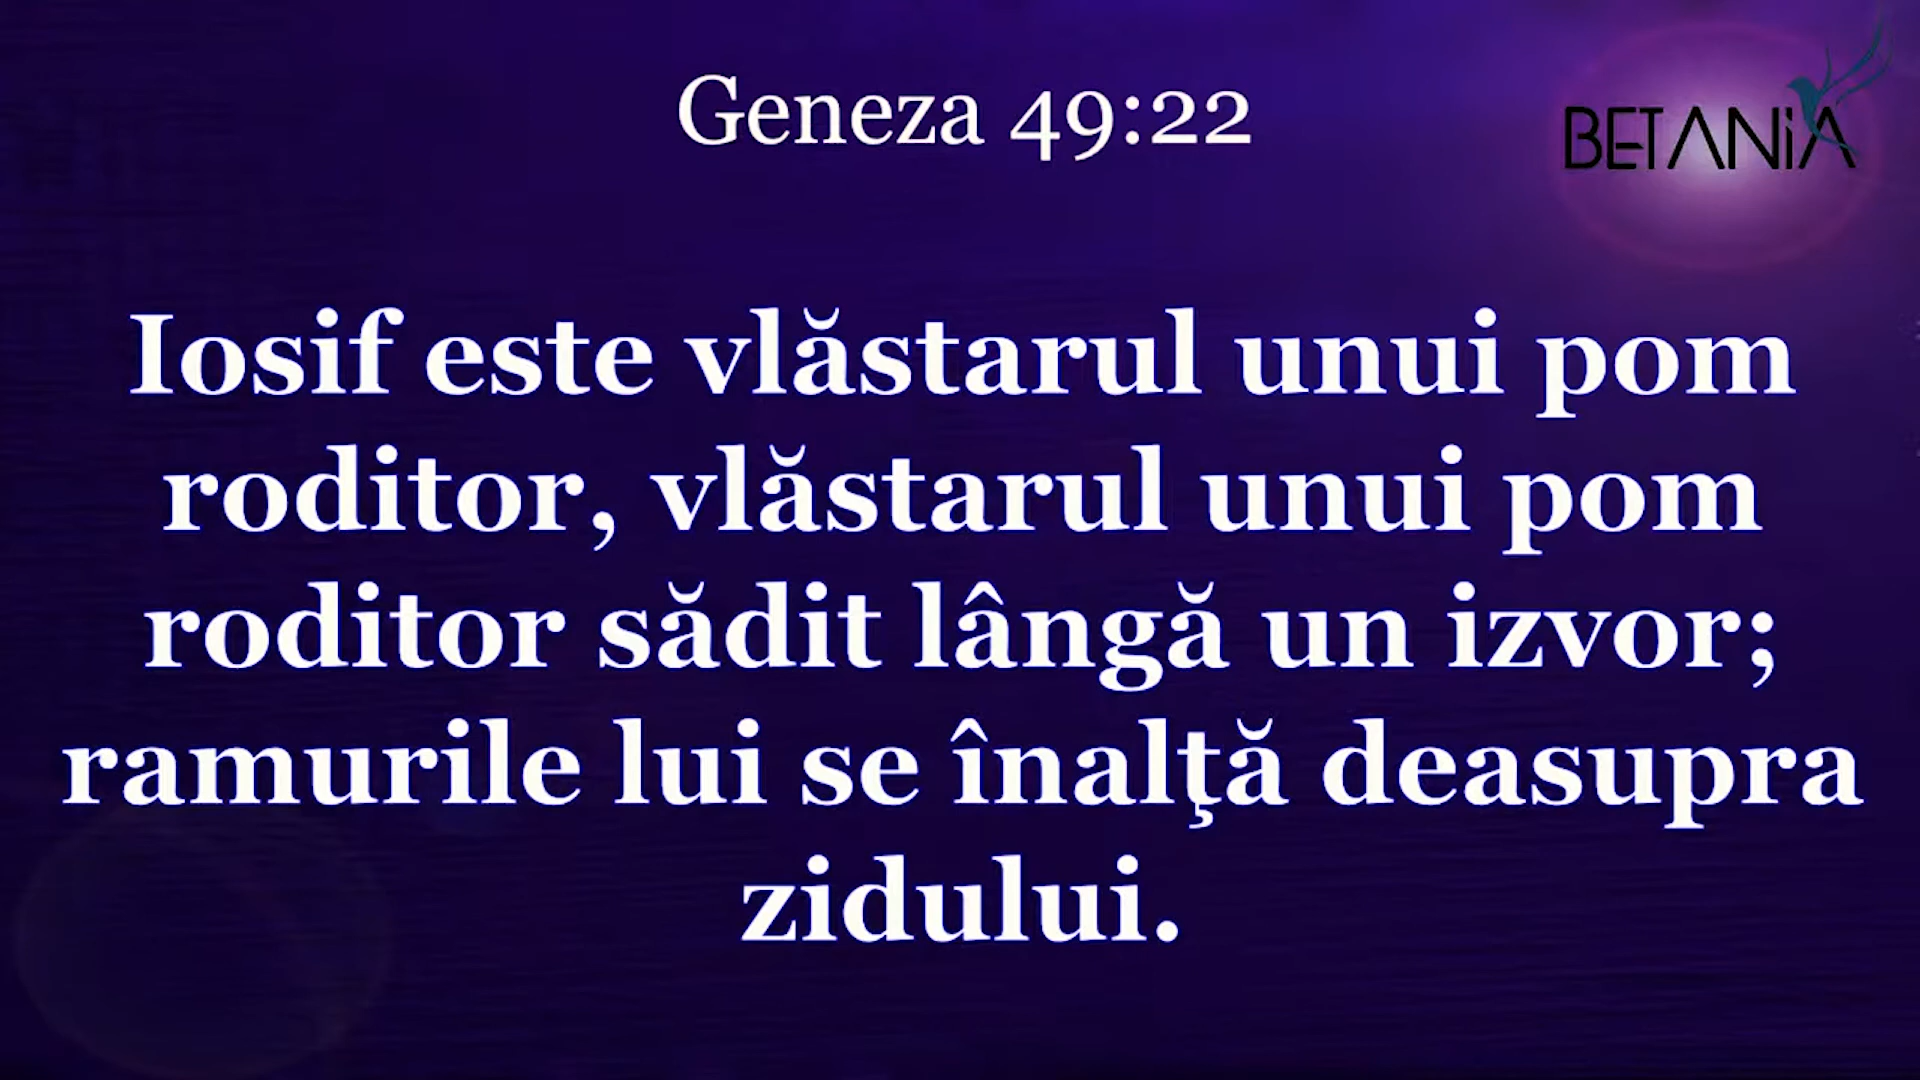 Geneza 49:22
BETANiA
Iosif este vlăstarul unui pom
roditor, vlăstarul unui pom
roditor sădit lângă un izvor;
ramurile lui se înalţă deasupra
zidului.